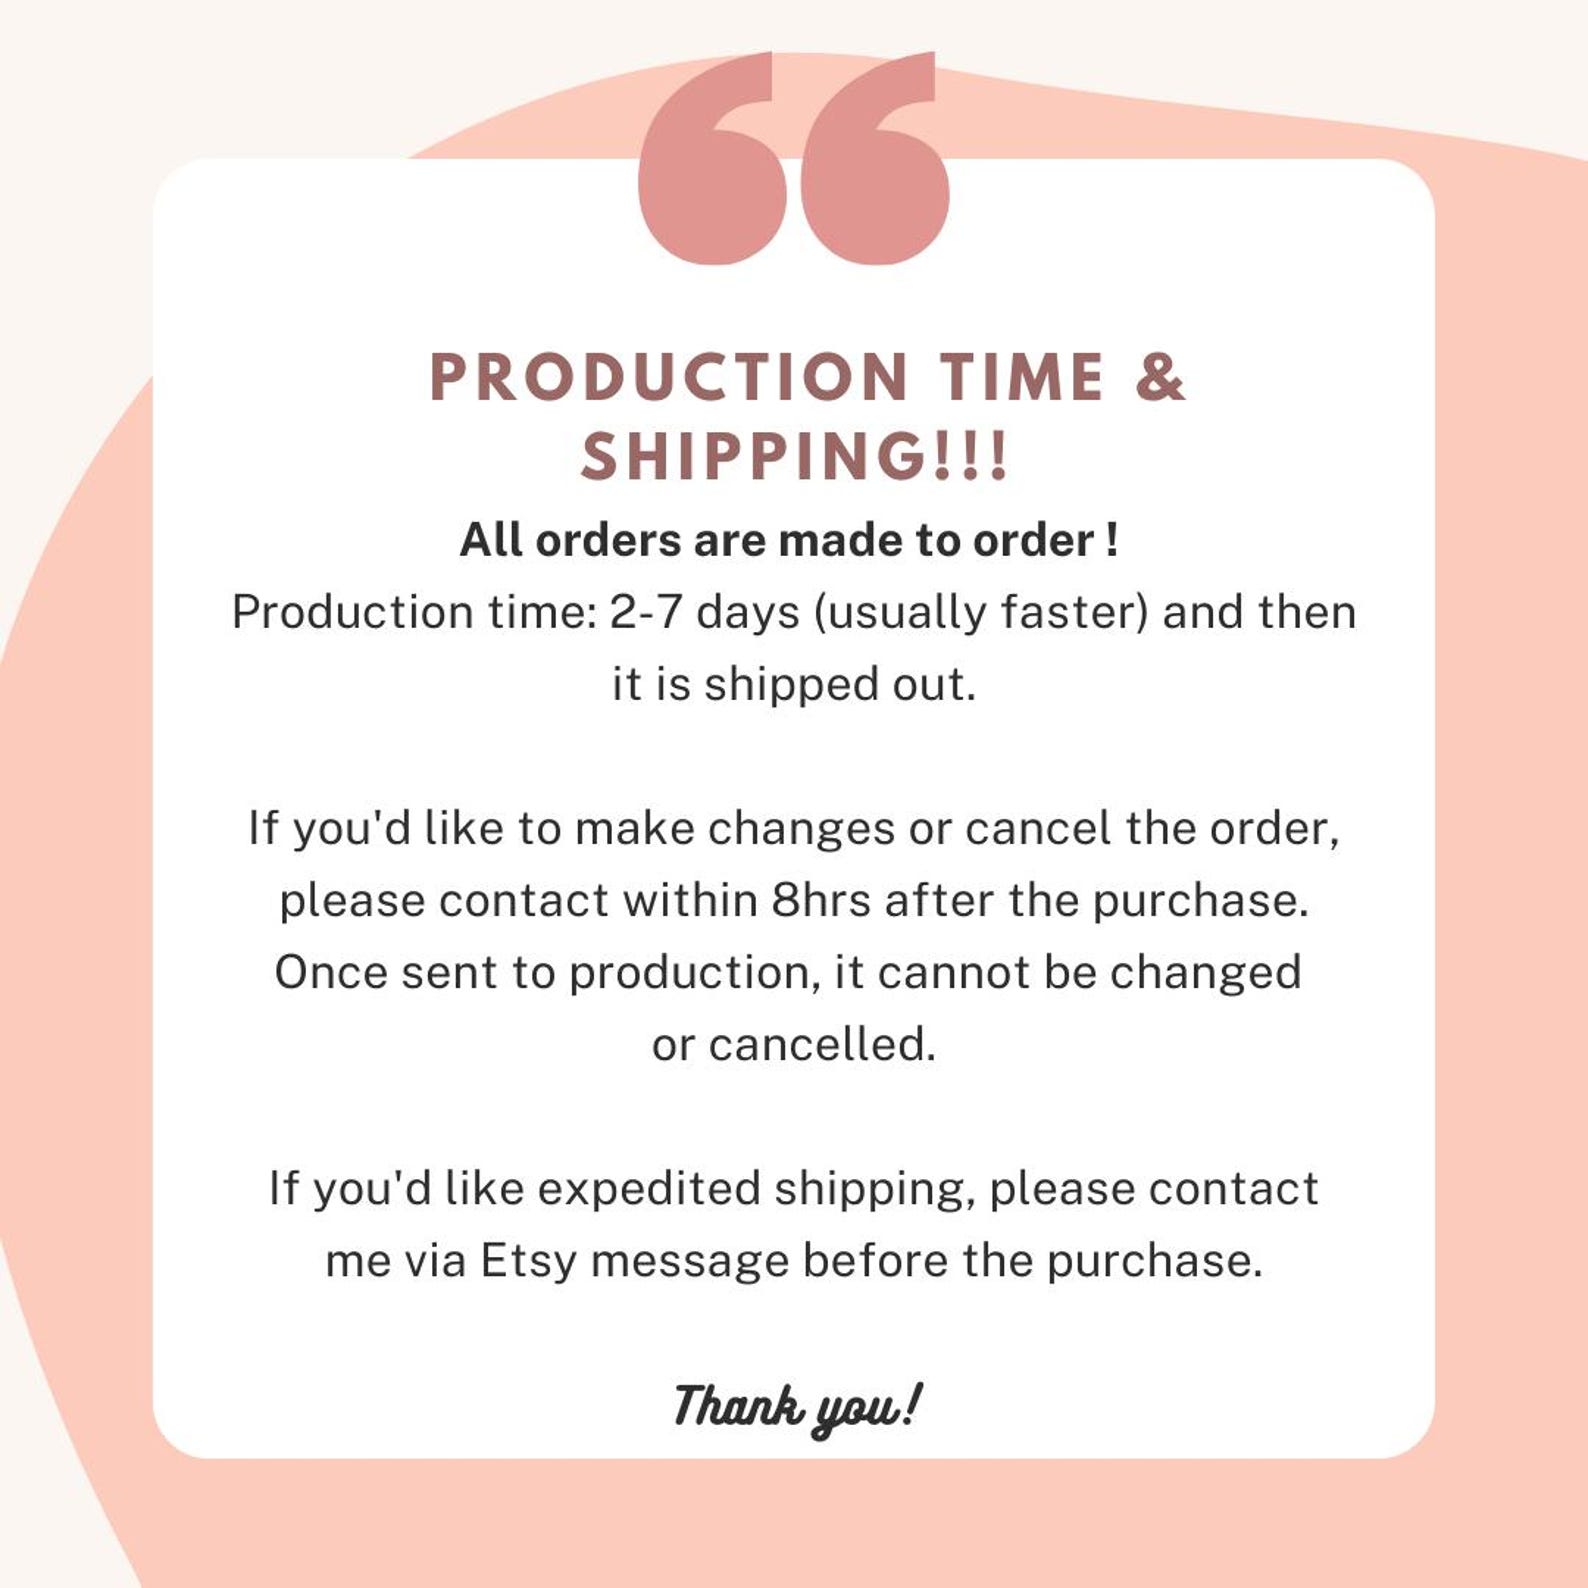 PRODUCTION TIME &
SHIPPING!!!
All orders are made to order !
Production time: 2-7 days (usually faster) and then
it is shipped out.
If you'd like to make changes or cancel the order,
please contact within 8hrs after the purchase.
Once sent to production, it cannot be changed
or cancelled.
If you'd like expedited shipping, please contact
me via Etsy message before the purchase.
Thank you!